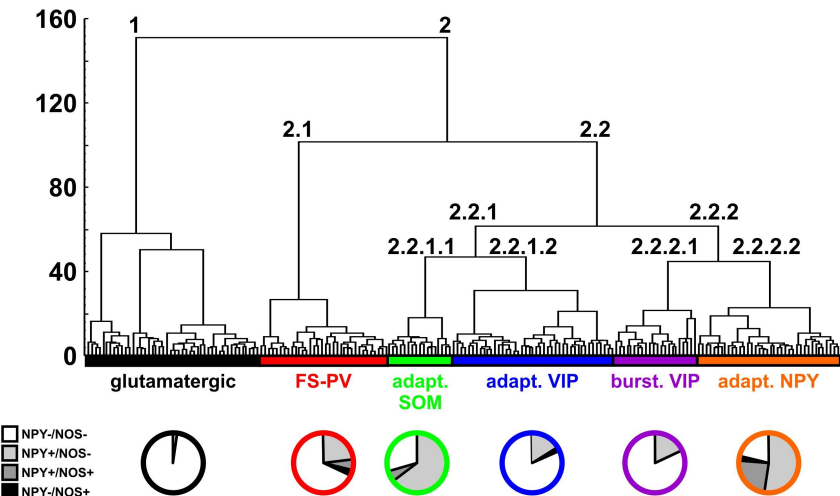 160
1
2
120
2.1
2.2
80
2.2.1
2.2.2
2.2.1.1
2.2.1.2
2.2.2.1
2.2.2.2
40
0
glutamatergic
FS-PV
adapt. SOM
adapt. VIP
burst. VIP
adapt. NPY
NPY-/NOS-
NPY+/NOS-
NPY+/NOS+
NPY-/NOS+